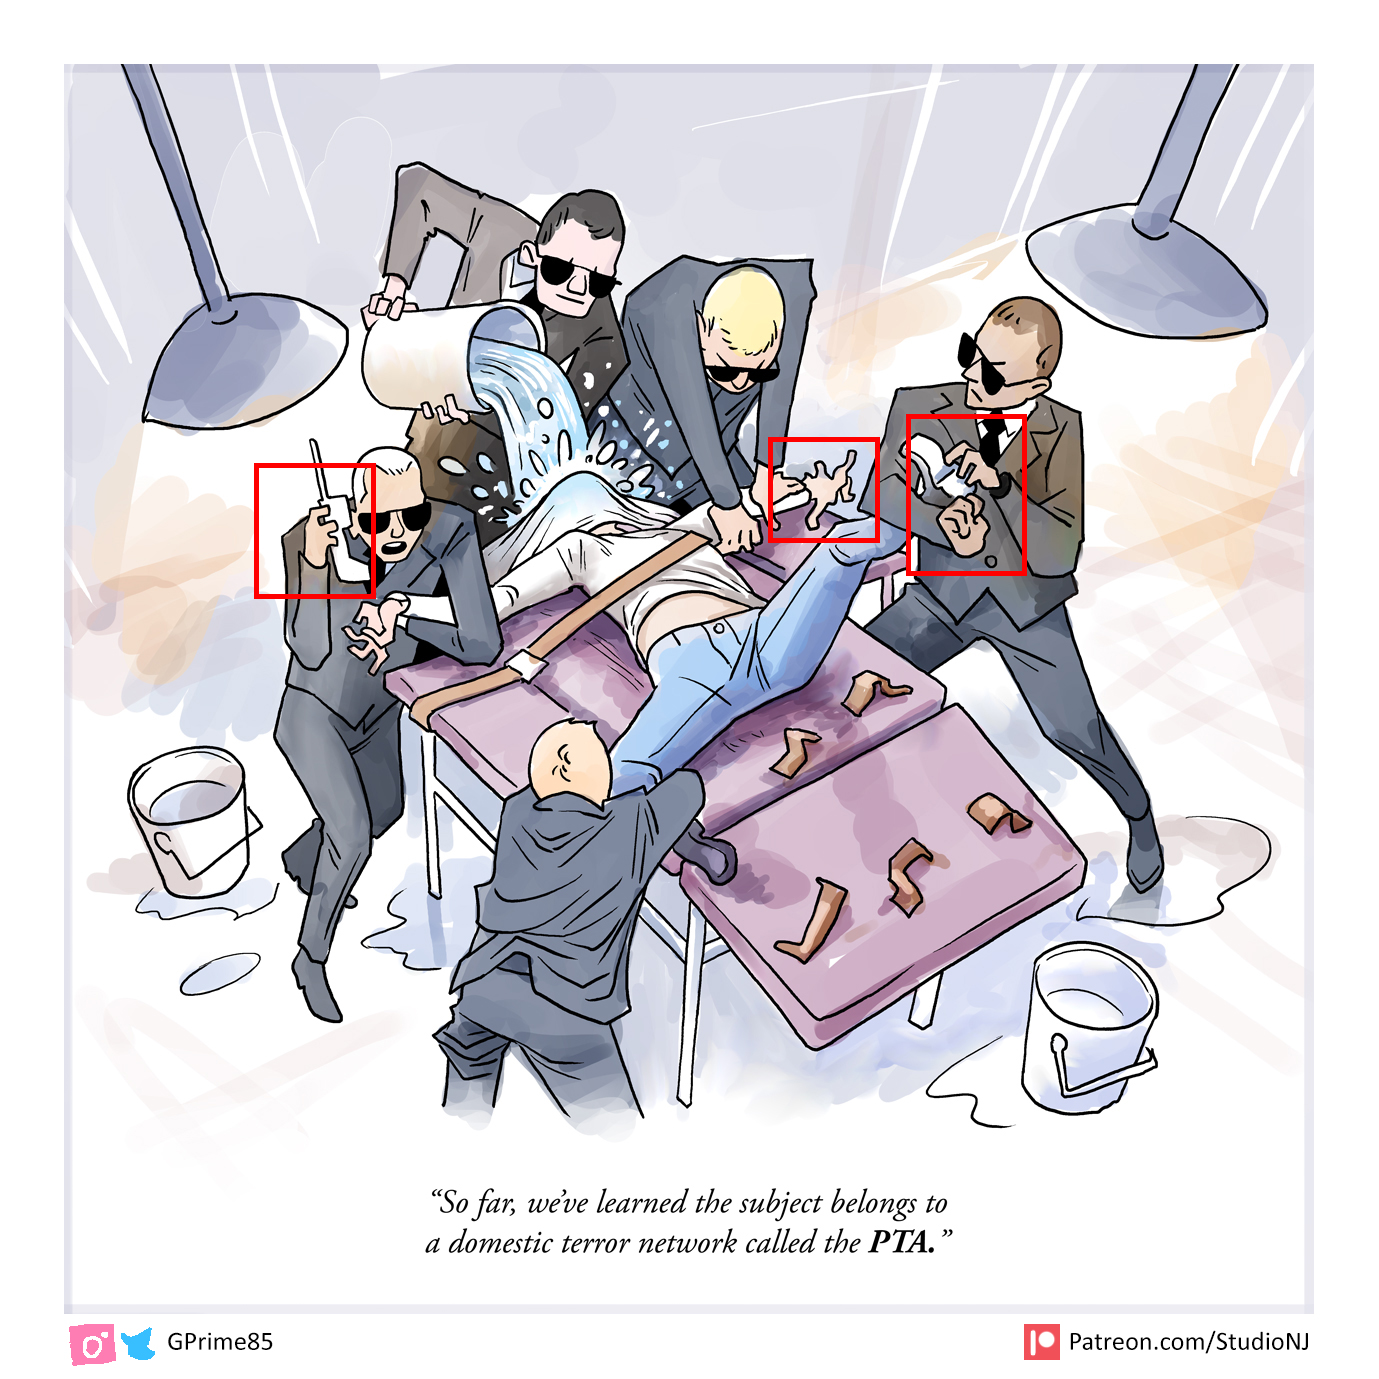 “So far, we’ve learned the subject belongs to
a domestic terror network called the PTA.”
GPrime85
Patreon.com/StudioNJ